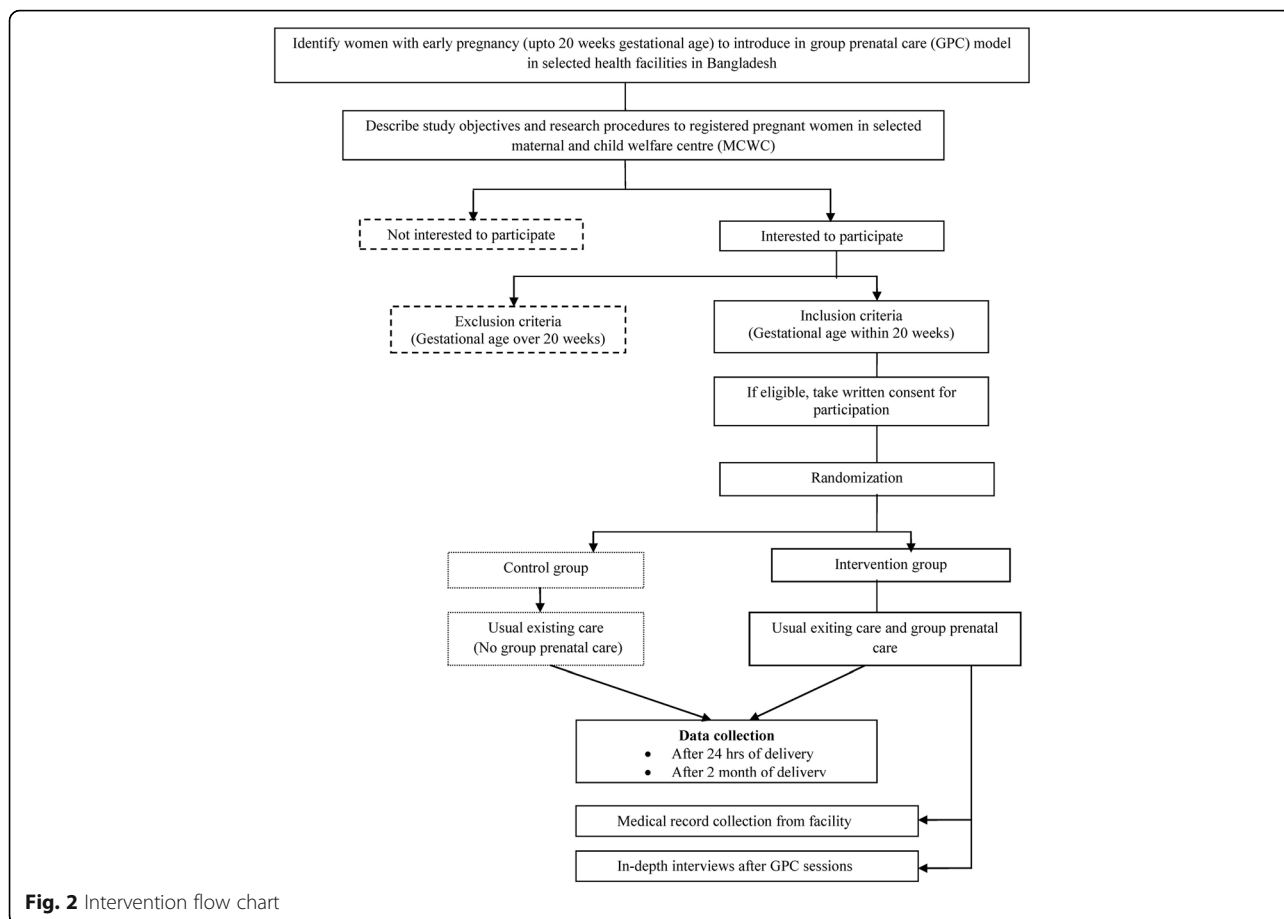 Identify women with early pregnancy (upto 20 weeks gestational age) to introduce in group prenatal care (GPC) model
in selected health facilities in Bangladesh
Describe study objectives and research procedures to registered pregnant women in selected
maternal and child welfare centre (MCWC)
Not interested to participate
Interested to participate
Exclusion criteria
(Gestational age over 20 weeks)
Inclusion criteria
(Gestational age within 20 weeks)
If eligible, take written consent for
participation
Randomization
Control group
Intervention group
Usual existing care
(No group prenatal care)
Usual exiting care and group prenatal
care
Data collection
• After 24 hrs of delivery
• After 2 month of delivery
Medical record collection from facility
In-depth interviews after GPC sessions
Fig. 2 Intervention flow chart